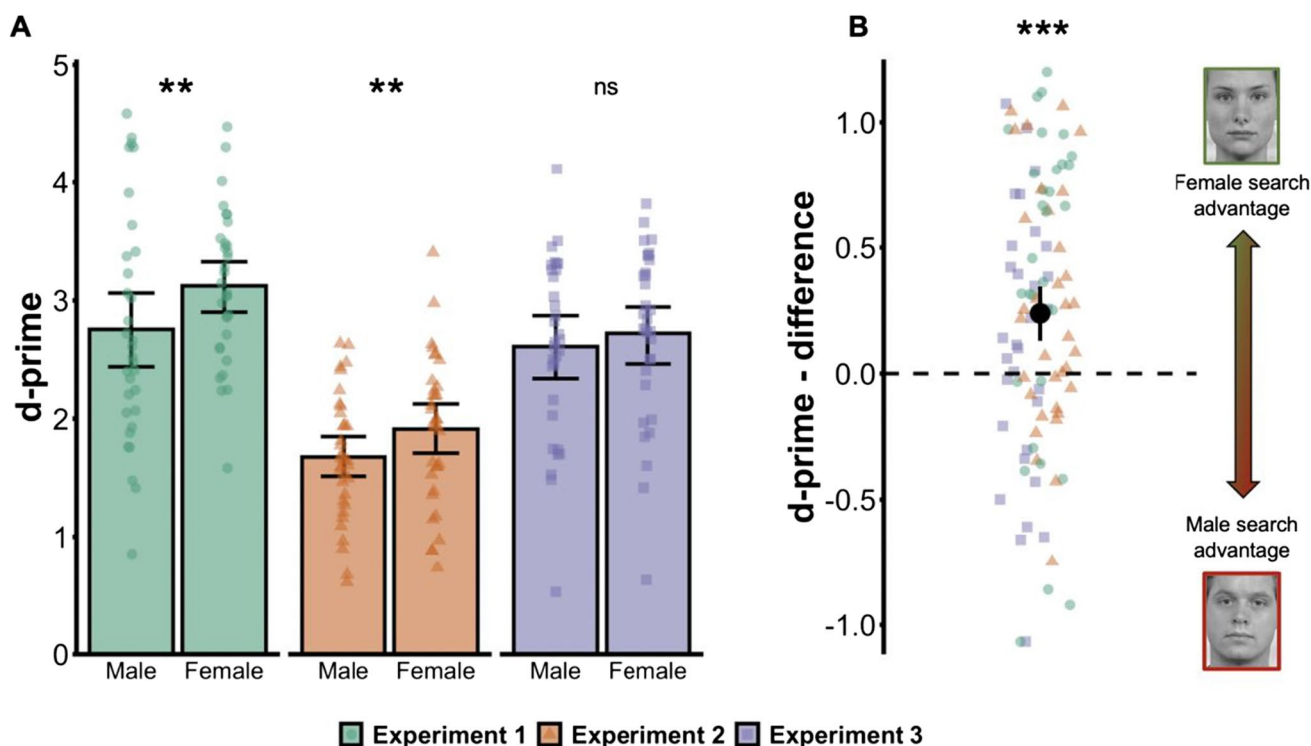 A
d-prime
5
4
3
2
1
0
**
**
ns
Male Female
Male Female
Male Female
B
***
d-prime - difference
1.0
0.5
0.0
-0.5
-1.0
Female search
advantage
Male search
advantage
Experiment 1 Experiment 2 Experiment 3